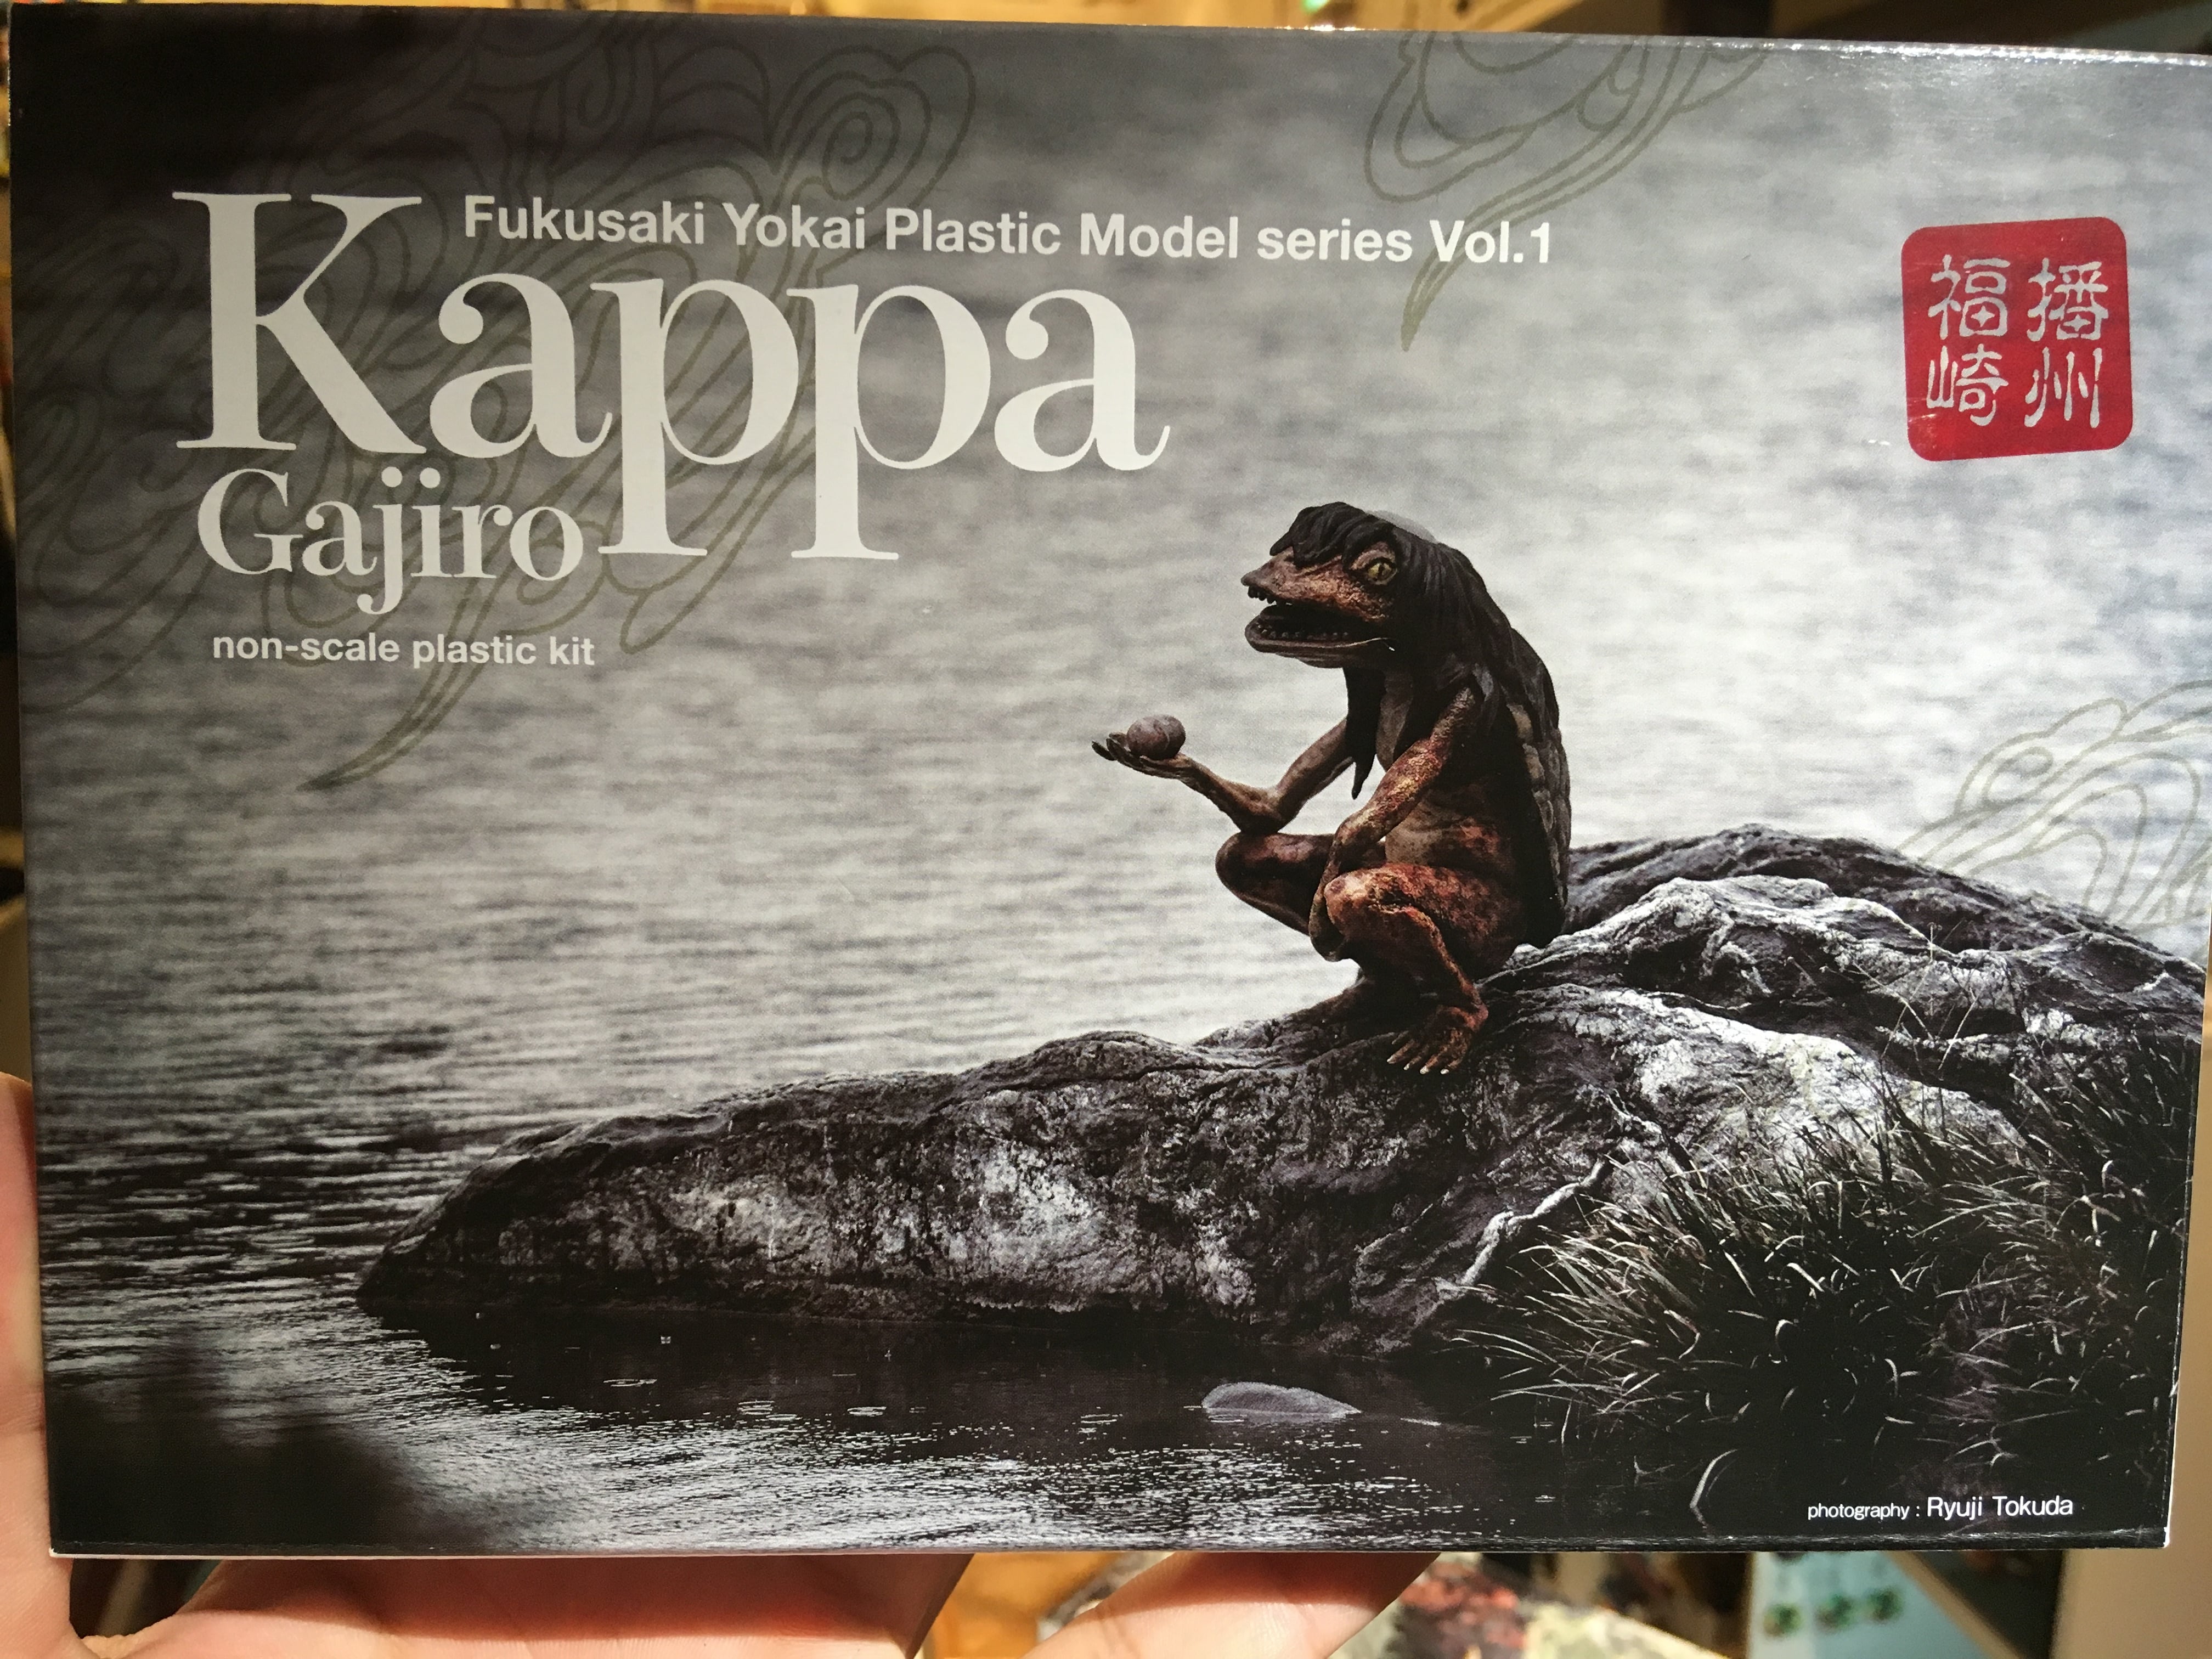 Fukusaki Yokai Plastic Model series Vol.1
Kappa
Gajiro
non-scale plastic kit
播州
福崎
photography : Ryuji Tokuda